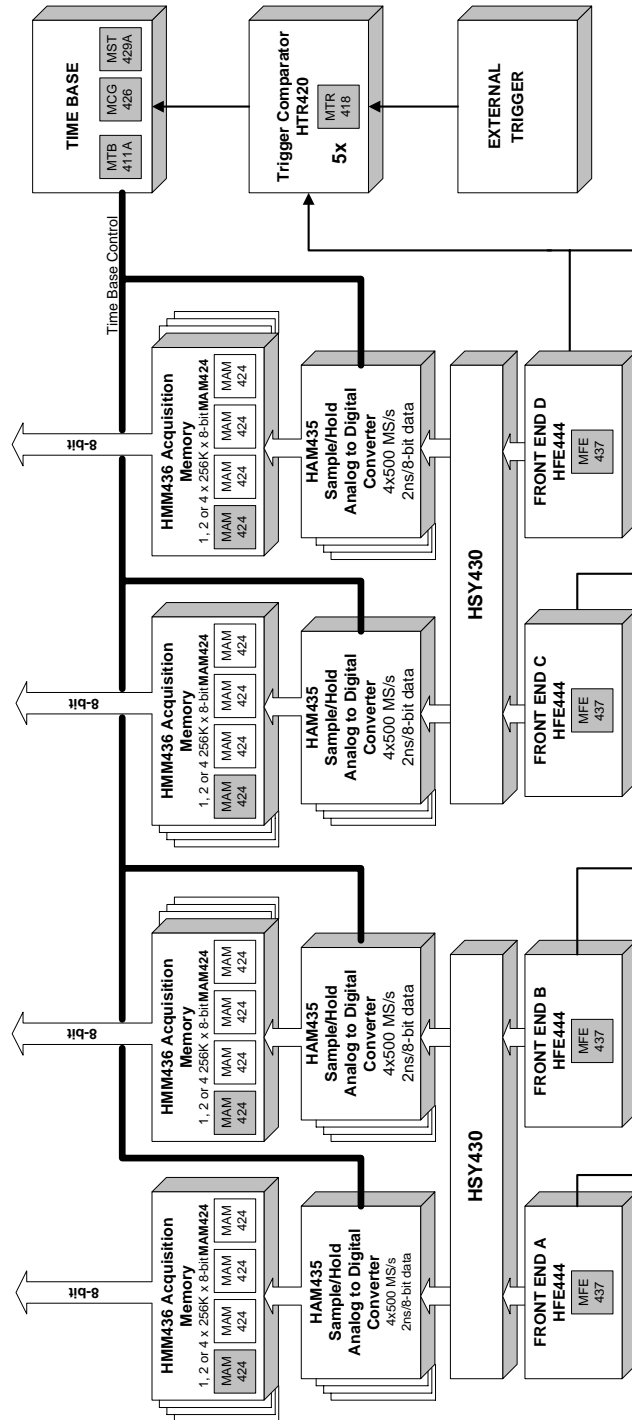 8-bit
HMM436 Acquisition
Memory
1, 2 or 4 x 256K x 8-bitMAM424
MAM
424
MAM
424
MAM
424
MAM
424
8-bit
HMM436 Acquisition
Memory
1, 2 or 4 256K x 8-bitMAM424
MAM
424
MAM
424
MAM
424
MAM
424
8-bit
HMM436 Acquisition
Memory
1, 2 or 4 256K x 8-bitMAM424
MAM
424
MAM
424
MAM
424
MAM
424
8-bit
HMM436 Acquisition
Memory
1, 2 or 4 x 256K x 8-bitMAM424
MAM
424
MAM
424
MAM
424
MAM
424
Time Base Control
TIME BASE
MTB
411A
MCG
426
MST
429A
HAM435
Sample/Hold
Analog to Digital
Converter
4x500 MS/s
2ns/8-bit data
HAM435
Sample/Hold
Analog to Digital
Converter
4x500 MS/s
2ns/8-bit data
HAM435
Sample/Hold
Analog to Digital
Converter
4x500 MS/s
2ns/8-bit data
HAM435
Sample/Hold
Analog to Digital
Converter
4x500 MS/s
2ns/8-bit data
Trigger Comparator
HTR420
5x
MTR
418
HSY430
HSY430
FRONT END A
HFE444
MFE
437
FRONT END B
HFE444
MFE
437
FRONT END C
HFE444
MFE
437
FRONT END D
HFE444
MFE
437
EXTERNAL
TRIGGER